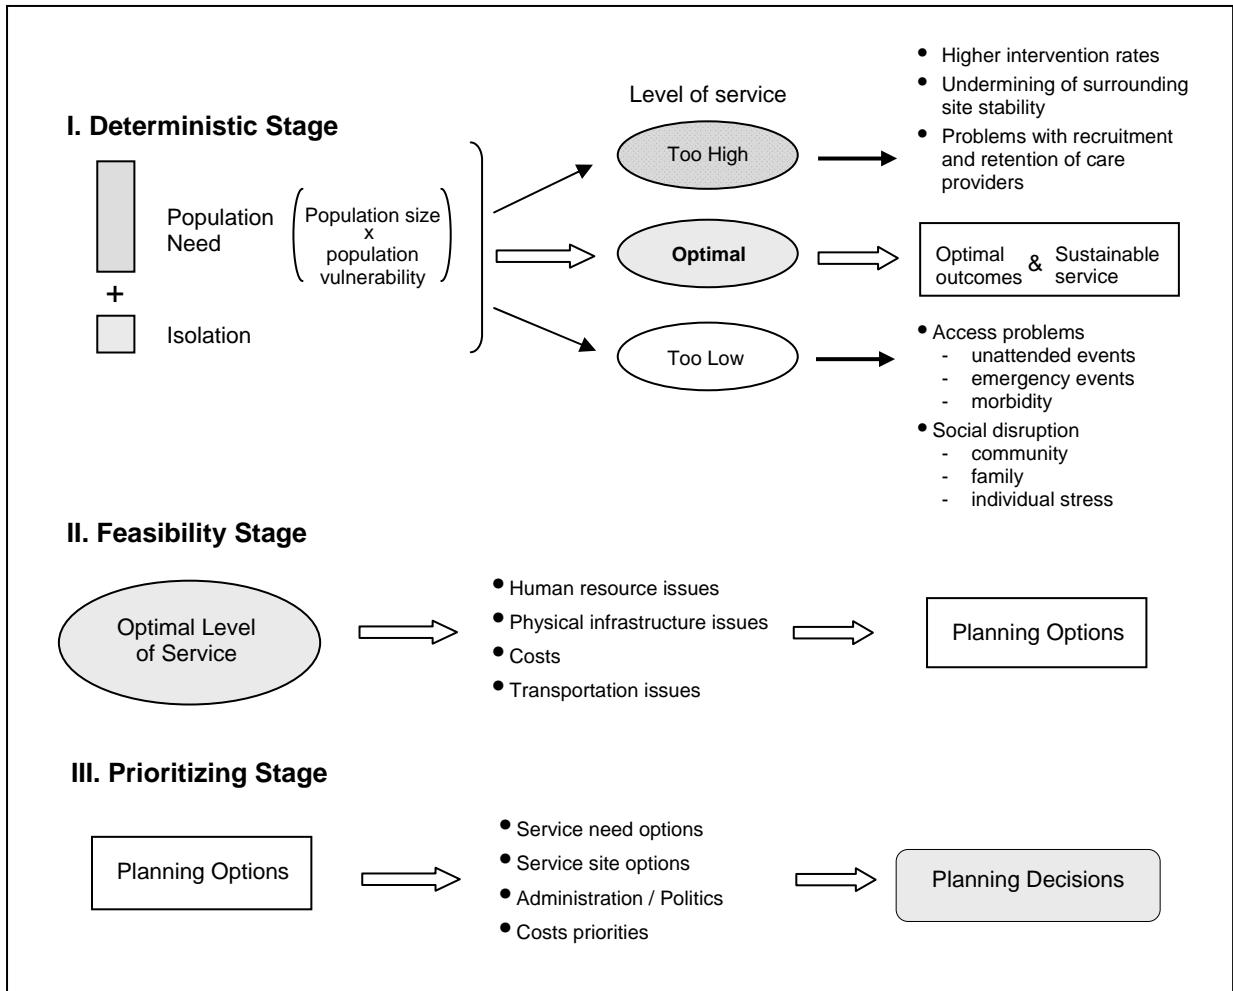 I. Deterministic Stage
Population
Need
Population size
x
population
vulnerability
+
Isolation
Level of service
Too High
Optimal
Too Low
• Higher intervention rates
• Undermining of surrounding
site stability
• Problems with recruitment
and retention of care
providers
Optimal
outcomes
&
Sustainable
service
• Access problems
- unattended events
- emergency events
- morbidity
• Social disruption
- community
- family
- individual stress
II. Feasibility Stage
Optimal Level
of Service
• Human resource issues
• Physical infrastructure issues
• Costs
• Transportation issues
Planning Options
III. Prioritizing Stage
Planning Options
• Service need options
• Service site options
• Administration / Politics
• Costs priorities
Planning Decisions